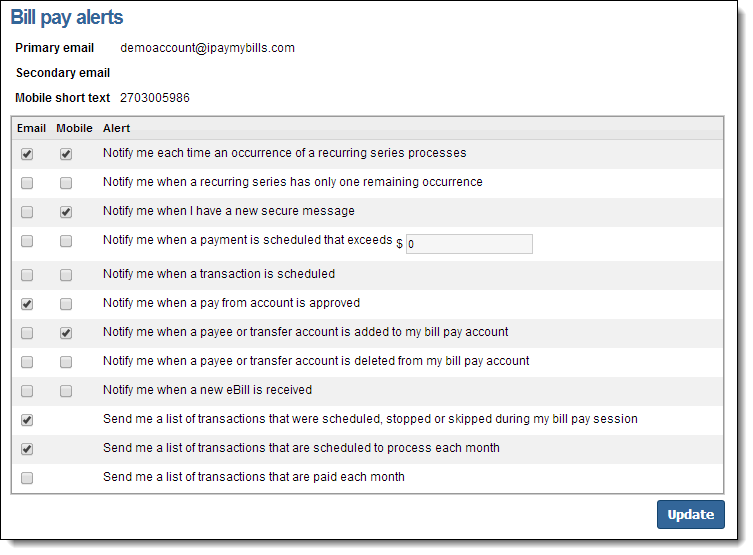 Bill pay alerts
Primary email demoaccount@ipaymybills.com
Secondary email
Mobile short text 2703005986
Email Mobile Alert
Notify me each time an occurrence of a recurring series processes
Notify me when a recurring series has only one remaining occurrence
Notify me when I have a new secure message
Notify me when a payment is scheduled that exceeds $ 0
Notify me when a transaction is scheduled
Notify me when a pay from account is approved
Notify me when a payee or transfer account is added to my bill pay account
Notify me when a payee or transfer account is deleted from my bill pay account
Notify me when a new eBill is received
Send me a list of transactions that were scheduled, stopped or skipped during my bill pay session
Send me a list of transactions that are scheduled to process each month
Send me a list of transactions that are paid each month
Update